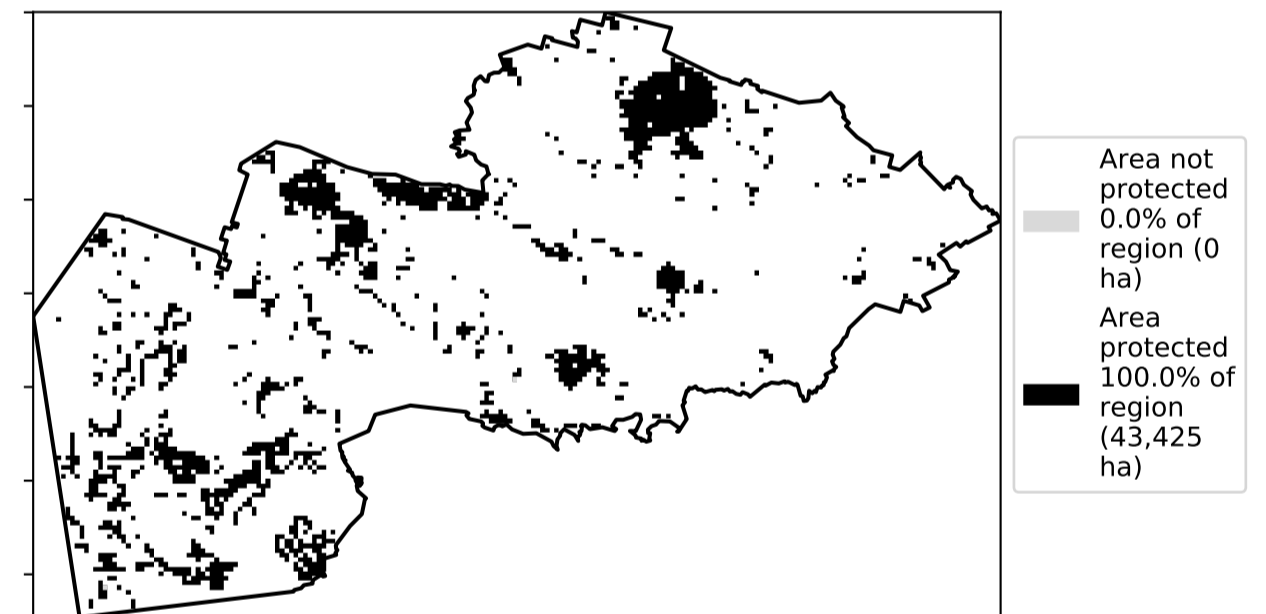 Area not
protected
0.0% of
region (0
ha)
Area
protected
100.0% of
region
(43,425
ha)